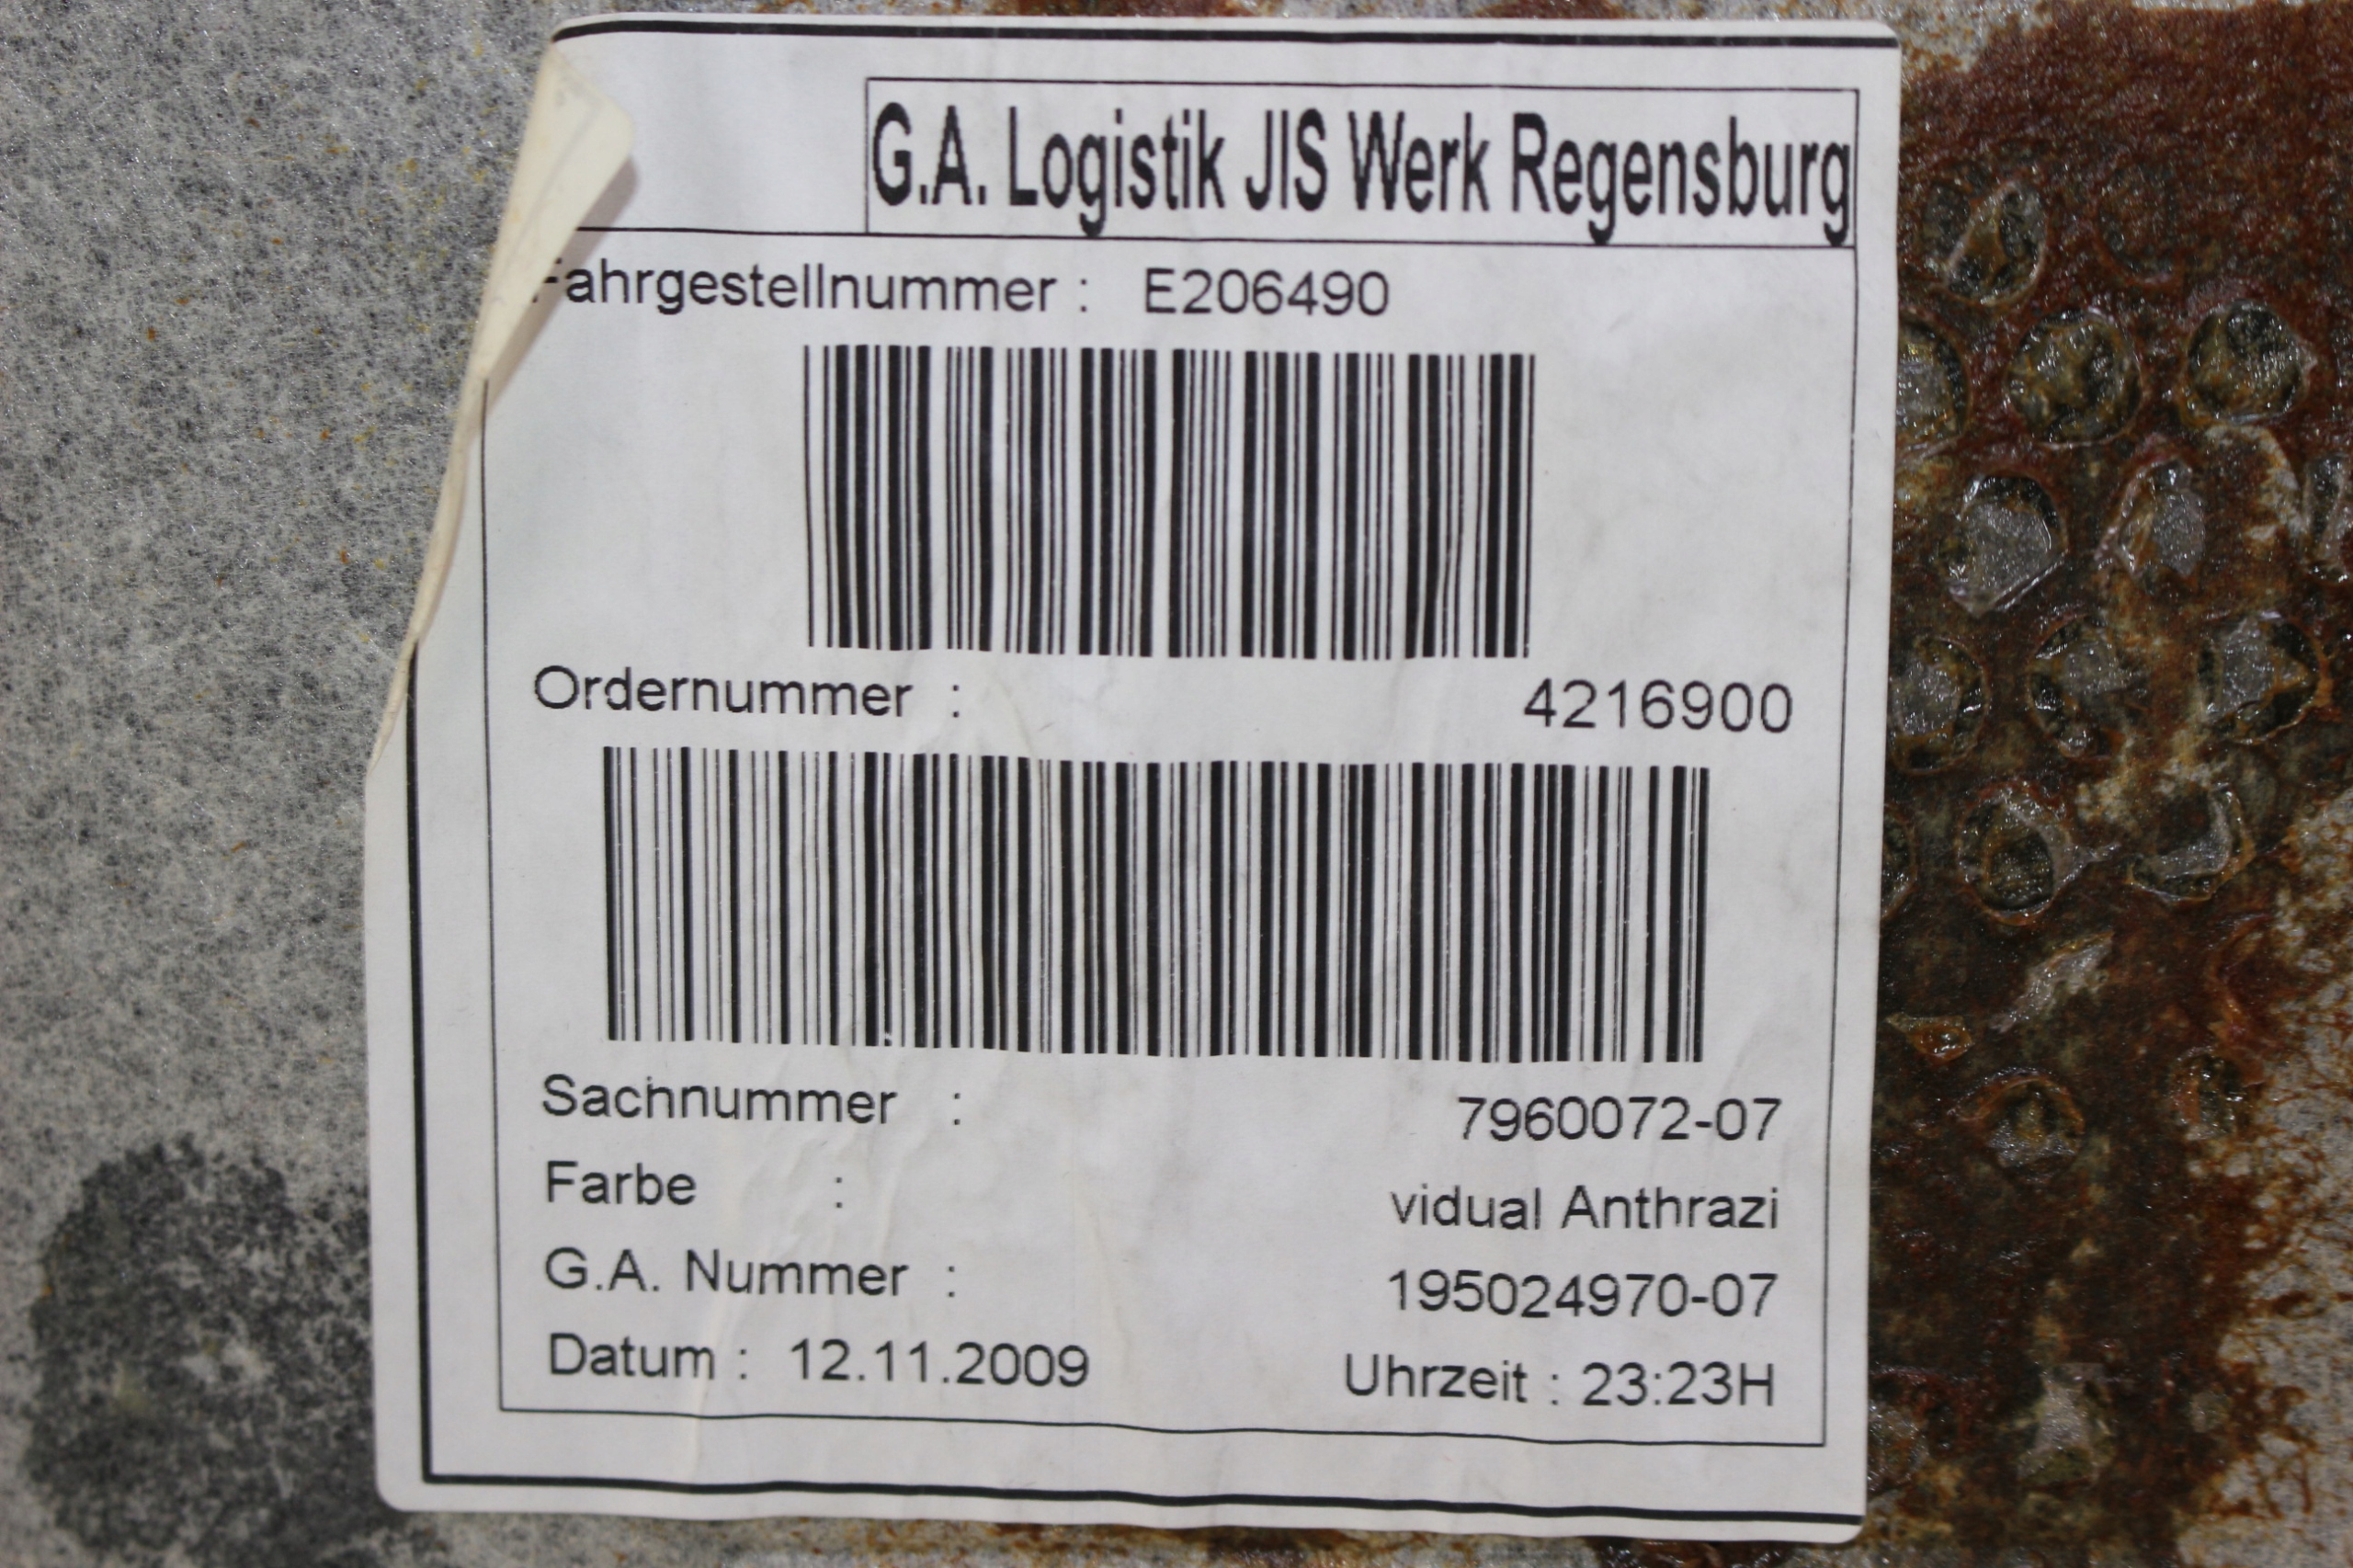 G.A. Logistik JIS Werk Regensburg
Fahrgestellnummer : E206490
Ordernummer : 4216900
Sachnummer : 7960072-07
Farbe : vidual Anthrazi
G.A. Nummer : 195024970-07
Datum : 12.11.2009 Uhrzeit : 23:23H